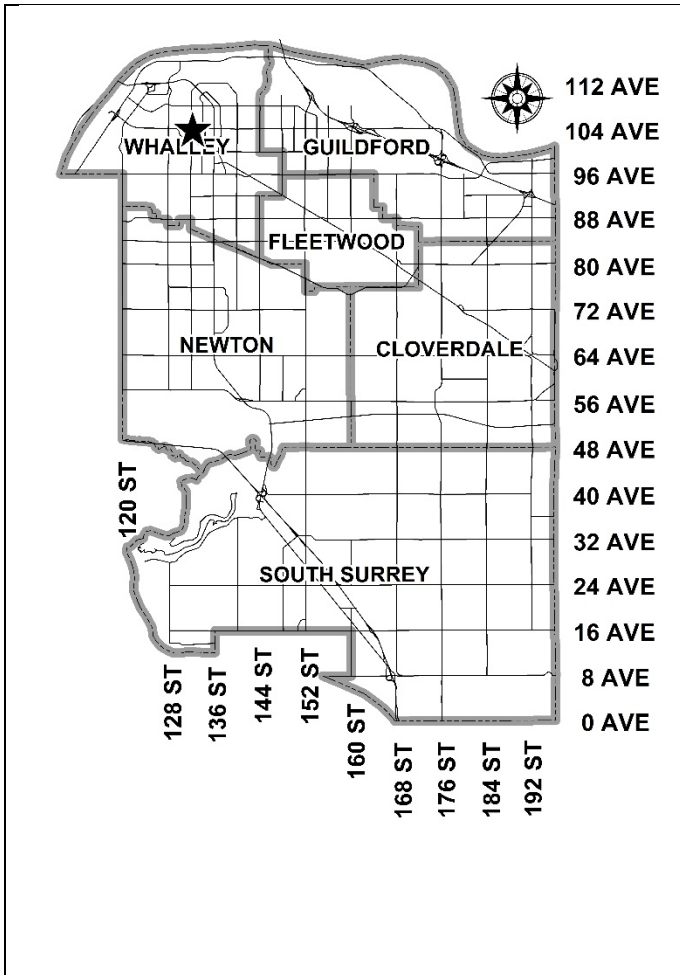 112 AVE
104 AVE
WHALLEY
GUILDFORD
96 AVE
88 AVE
FLEETWOOD
80 AVE
72 AVE
NEWTON
CLOVERDALE
64 AVE
56 AVE
48 AVE
120 ST
40 AVE
32 AVE
SOUTH SURREY
24 AVE
16 AVE
128 ST
136 ST
144 ST
152 ST
160 ST
8 AVE
0 AVE
168 ST
176 ST
184 ST
192 ST